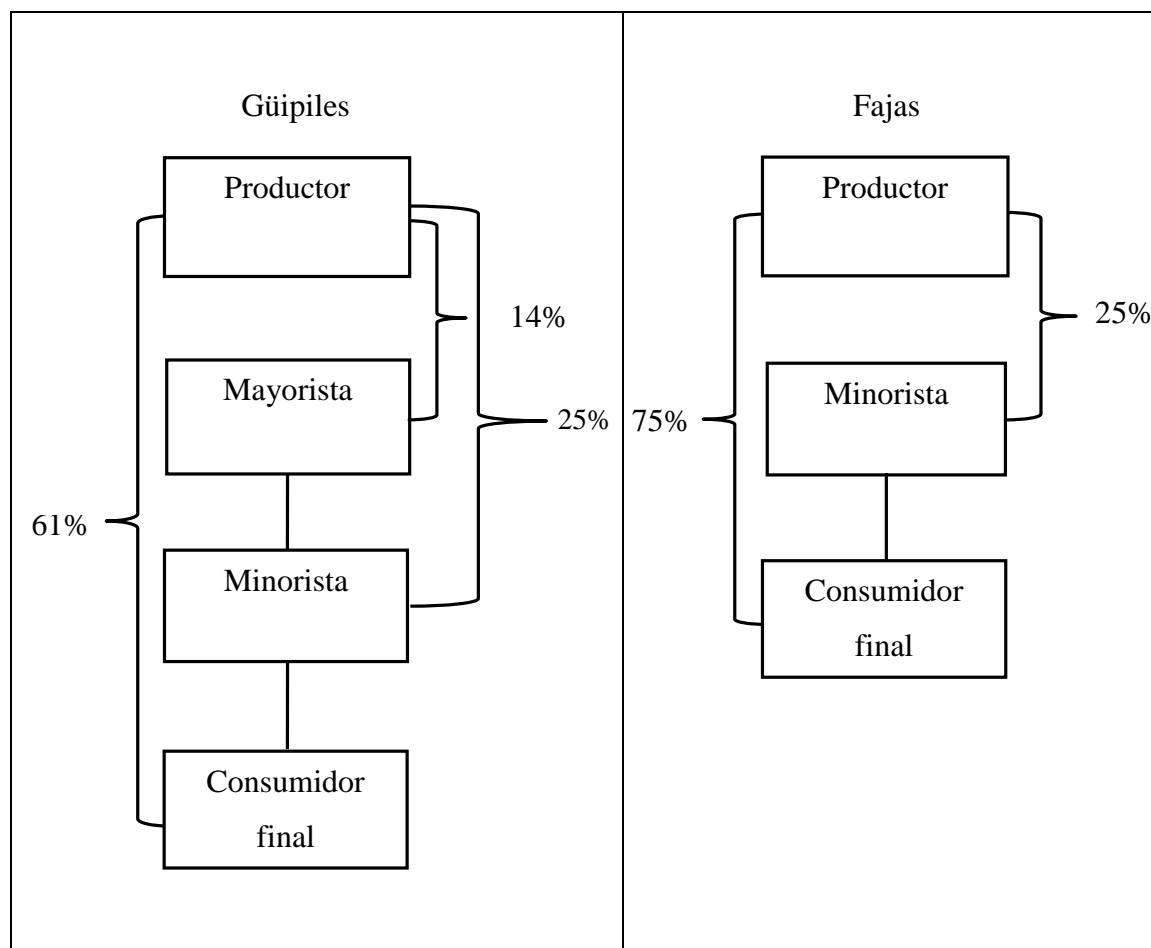 Güipiles
Productor
14%
Mayorista
25%
61%
Minorista
Consumidor
final
Fajas
Productor
25%
Minorista
75%
Consumidor
final